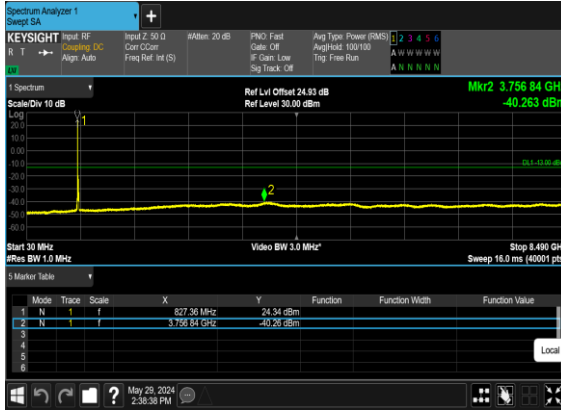 Spectrum Analyzer 1
Swept SA
+
KEYSIGHT
R T
Input: RF
Coupling: DC
Align: Auto
Input Z: 50 Ω
Corr CCorr
Freq Ref: Int (S)
#Atten: 20 dB
PNO: Fast
Gate: Off
IF Gain: Low
Sig Track: Off
Avg Type: Power (RMS)
Avg|Hold: 100/100
Trig: Free Run
1 2 3 4 5 6
A W W W W W
A N N N N N
1 Spectrum
Scale/Div 10 dB
Ref Lvl Offset 24.93 dB
Ref Level 30.00 dBm
Mkr2 3.756 84 GH
-40.263 dB
Log
20.0
10.0
0.00
-10.0
-20.0
-30.0
-40.0
-50.0
-60.0
1
2
DL1 -13.00 dB
Start 30 MHz
#Res BW 1.0 MHz
Video BW 3.0 MHz*
Stop 8.490 GH
Sweep 16.0 ms (40001 pts
5 Marker Table
Mode Trace Scale X Y Function Function Width Function Value
1 N 1 f 827.36 MHz 24.34 dBm
2 N 1 f 3.756 84 GHz -40.26 dBm
3
4
5
6
Local
?
May 29, 2024
2:38:38 PM